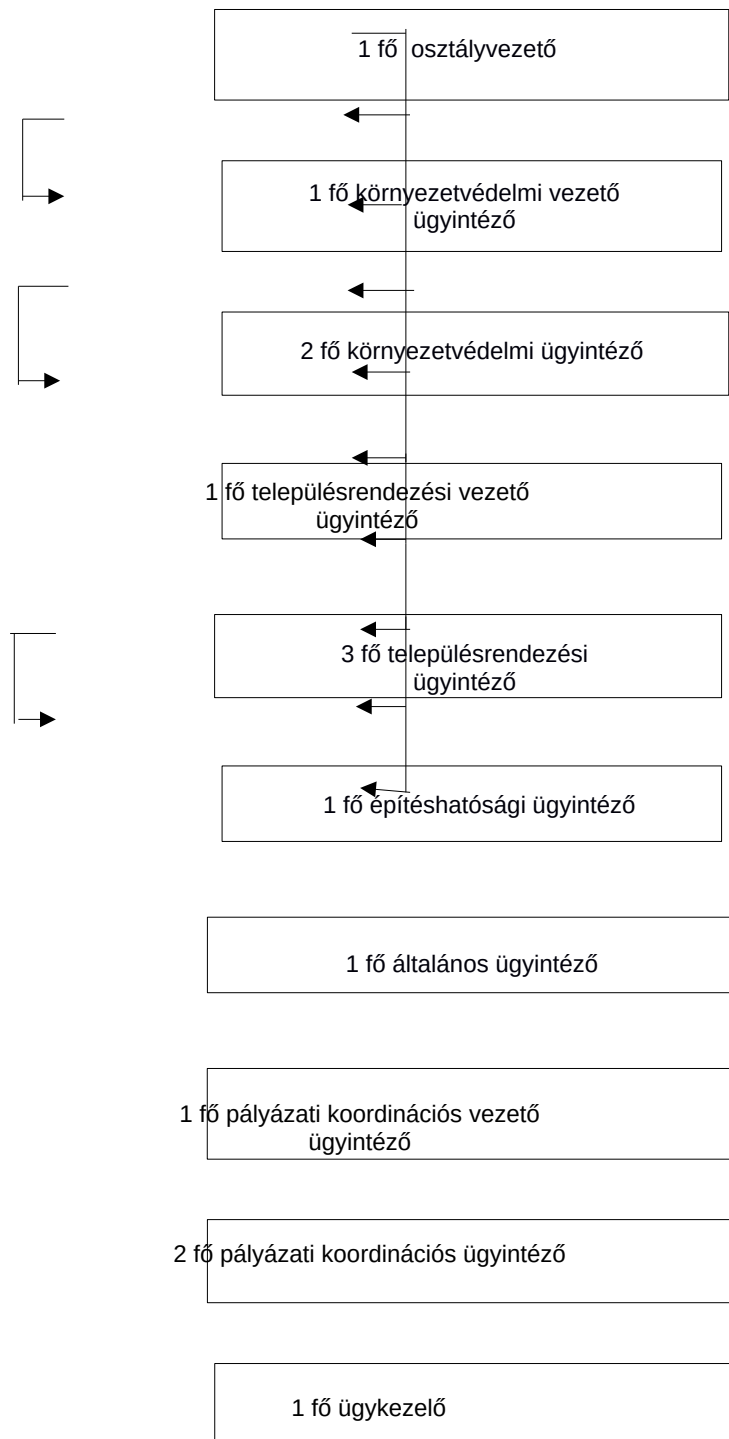 1 fő osztályvezető
1 fő környezetvédelmi vezető
ügyintéző
2 fő környezetvédelmi ügyintéző
1 fő településrendezési vezető
ügyintéző
3 fő településrendezési
ügyintéző
1 fő építéshatósági ügyintéző
1 fő általános ügyintéző
1 fő pályázati koordinációs vezető
ügyintéző
2 fő pályázati koordinációs ügyintéző
1 fő ügykezelő